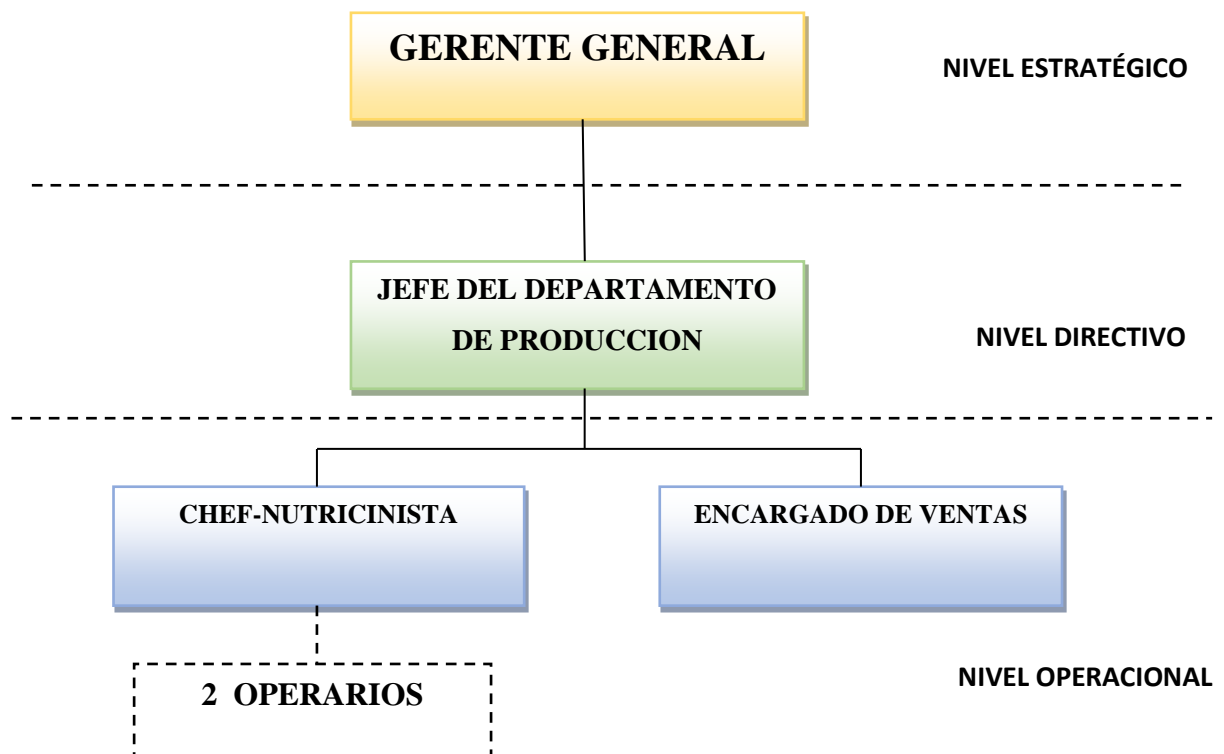 GERENTE GENERAL
NIVEL ESTRATÉGICO
JEFE DEL DEPARTAMENTO
DE PRODUCCION
NIVEL DIRECTIVO
CHEF-NUTRICINISTA
ENCARGADO DE VENTAS
2 OPERARIOS
NIVEL OPERACIONAL